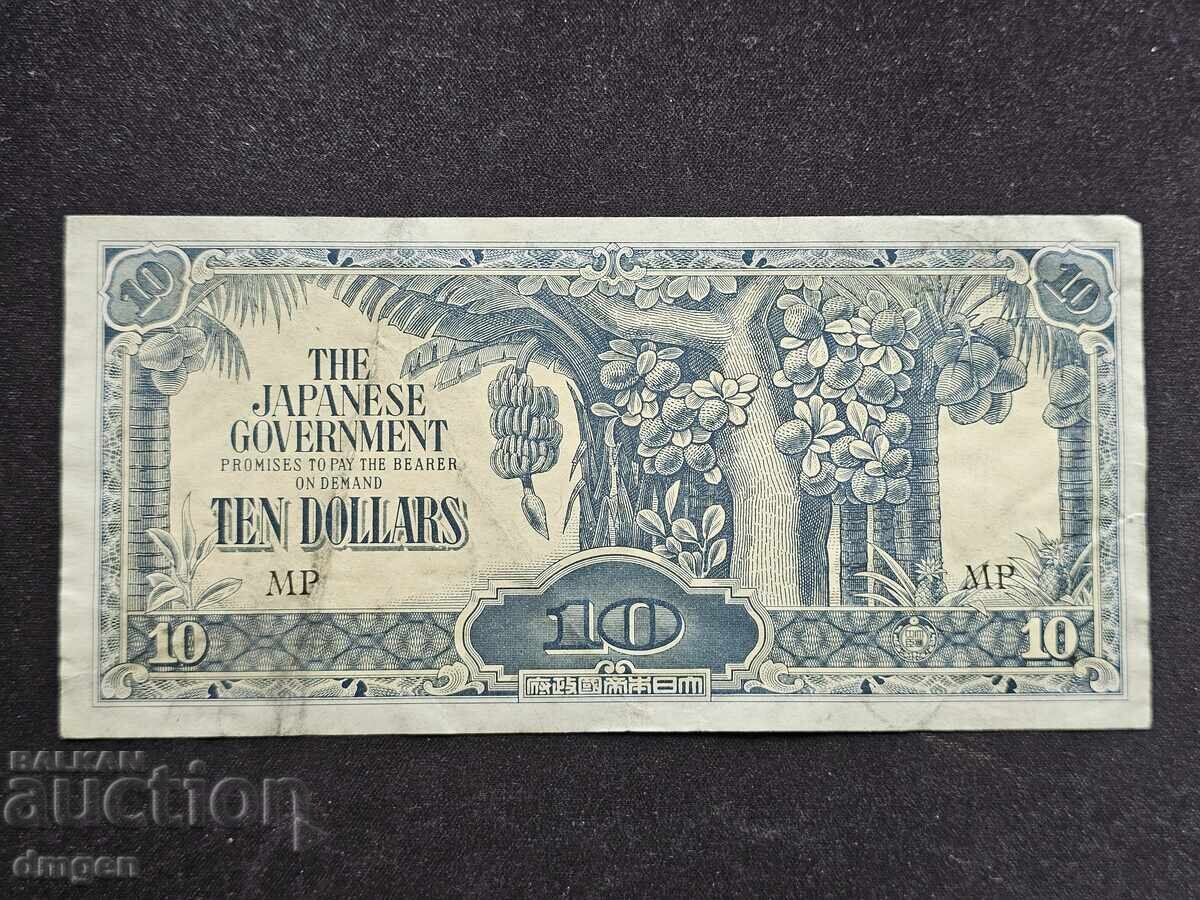 10 10
THE
JAPANESE
GOVERNMENT
PROMISES TO PAY THE BEARER
ON DEMAND
TEN DOLLARS
MP MP
10 10 10
府政國帝本日大
BALKAN
auction
dmgen